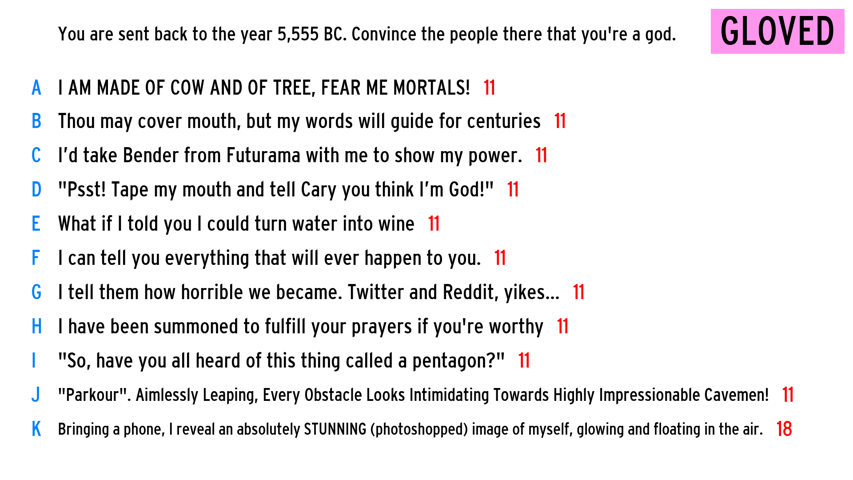 You are sent back to the year 5,555 BC. Convince the people there that you're a god.
GLOVED
A I AM MADE OF COW AND OF TREE, FEAR ME MORTALS! 11
B Thou may cover mouth, but my words will guide for centuries 11
C I'd take Bender from Futurama with me to show my power. 11
D "Psst! Tape my mouth and tell Cary you think I'm God!" 11
E What if I told you I could turn water into wine 11
F I can tell you everything that will ever happen to you. 11
G I tell them how horrible we became. Twitter and Reddit, yikes... 11
H I have been summoned to fulfill your prayers if you're worthy 11
I "So, have you all heard of this thing called a pentagon?" 11
J "Parkour". Aimlessly Leaping, Every Obstacle Looks Intimidating Towards Highly Impressionable Cavemen! 11
K Bringing a phone, I reveal an absolutely STUNNING (photoshopped) image of myself, glowing and floating in the air. 18